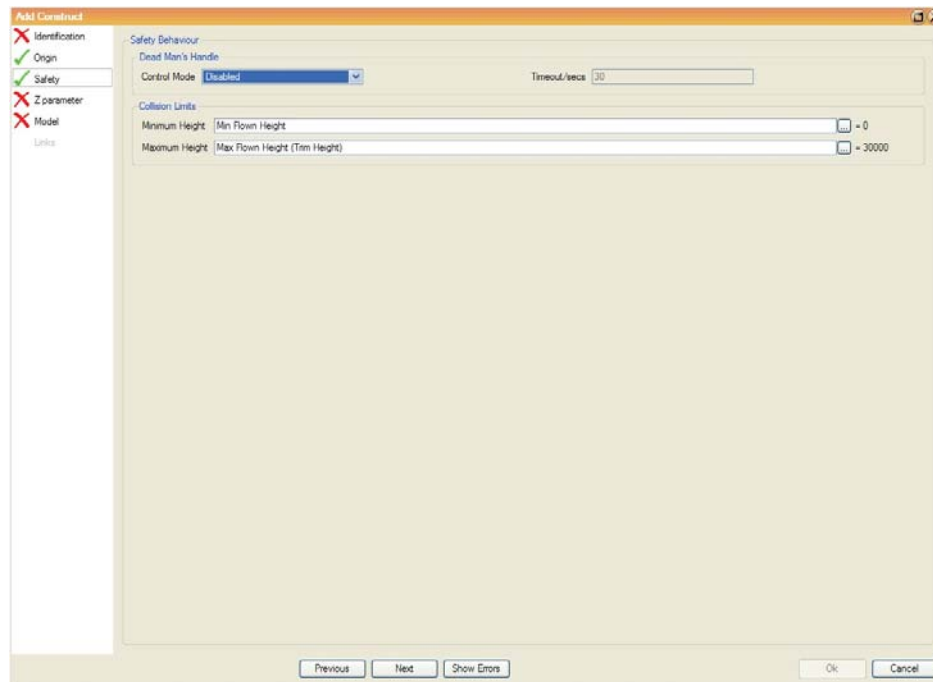 Add Construct
Identification
Origin
Safety
Z parameter
Model
Links
Safety Behaviour
Dead Man's Handle
Control Mode Disabled Timeout/secs 30
Collision Limits
Minimum Height Min Flown Height ... = 0
Maximum Height Max Flown Height (Trim Height) ... = 30000
Previous Next Show Errors Ok Cancel